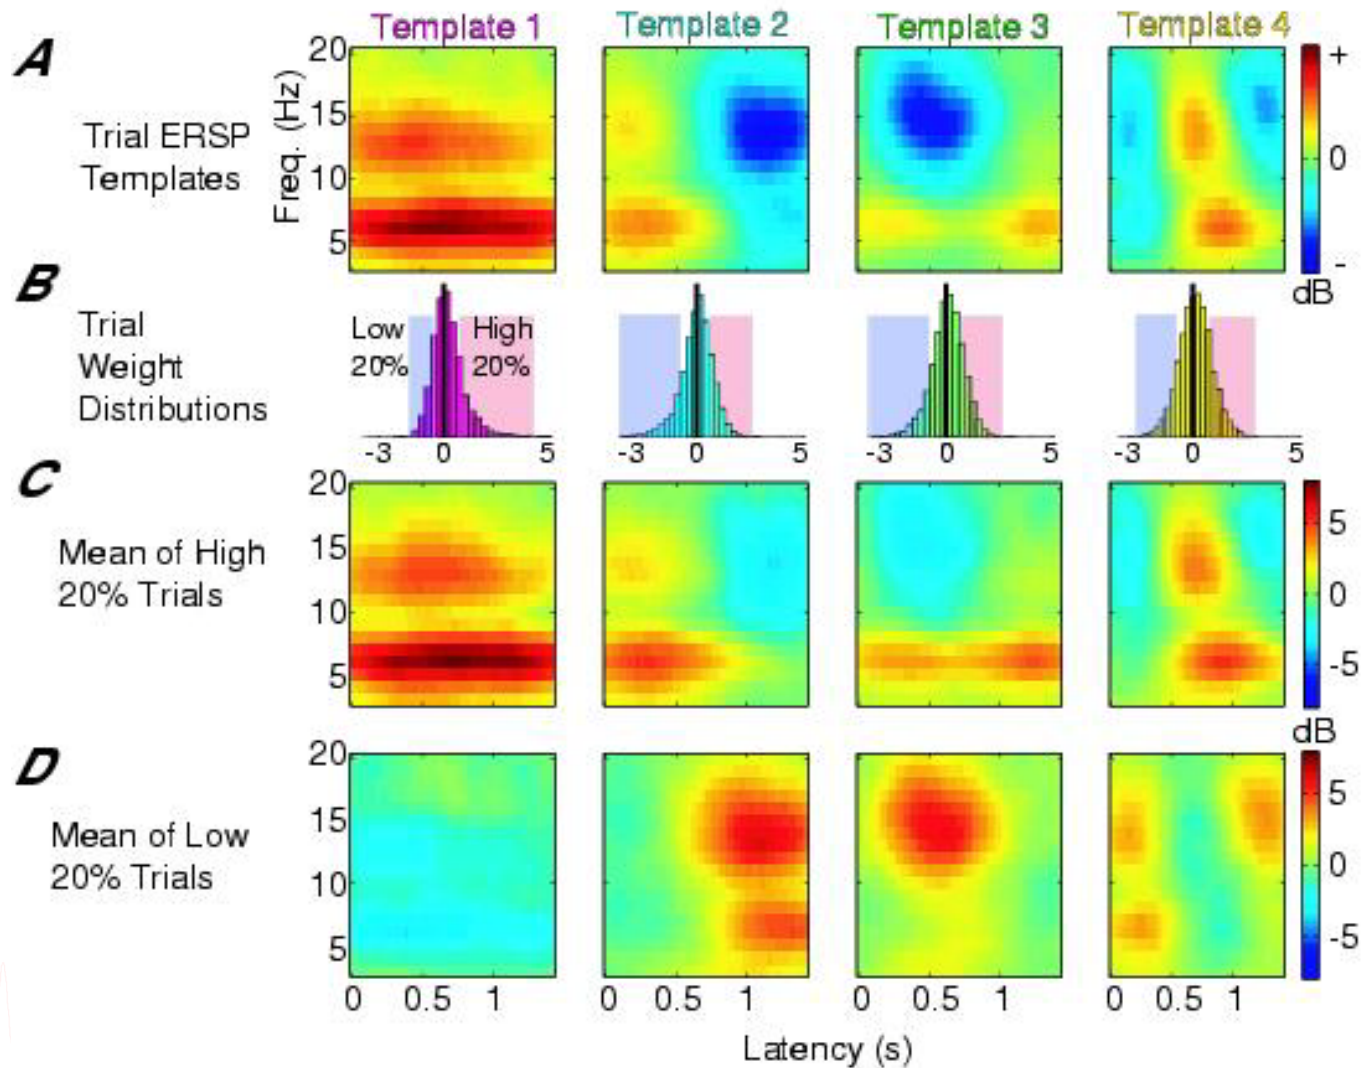 Template 1 Template 2 Template 3 Template 4
A
Trial ERSP
Templates
Freq. (Hz)
20
15
10
5
+
0
-
dB
B
Trial
Weight
Distributions
Low
20%
High
20%
-3 0 5 -3 0 5 -3 0 5 -3 0 5
C
Mean of High
20% Trials
20
15
10
5
5
0
-5
dB
D
Mean of Low
20% Trials
20
15
10
5
5
0
-5
0 0.5 1 0 0.5 1 0 0.5 1 0 0.5 1
Latency (s)